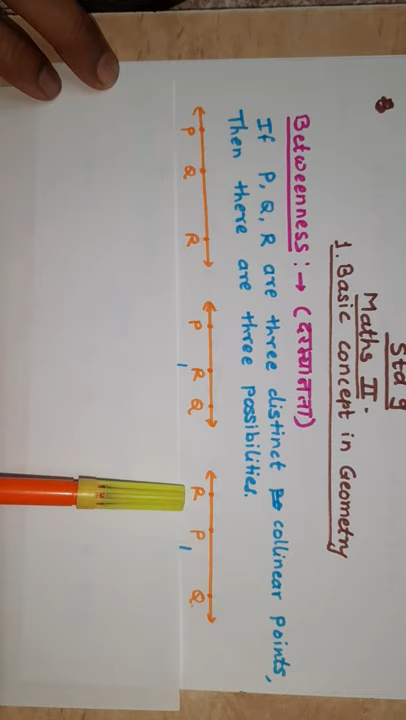 Std 9
Maths II.
1. Basic concept in Geometry
Betweenness : → (दरम्यानता)
If P, Q, R are three distinct collinear points,
Then there are three possibilities.
P Q R
P R Q
R P Q